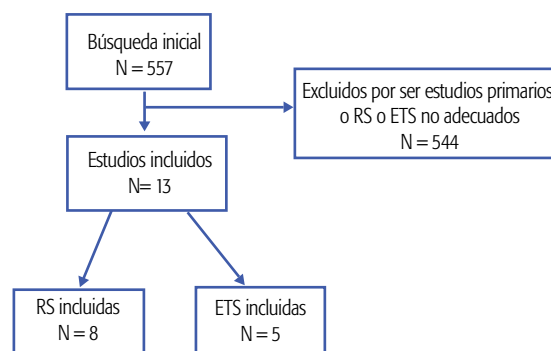 Búsqueda inicial
N = 557
Excluidos por ser estudios primarios
o RS o ETS no adecuados
N = 544
Estudios incluidos
N= 13
RS incluidas
N = 8
ETS incluidas
N = 5